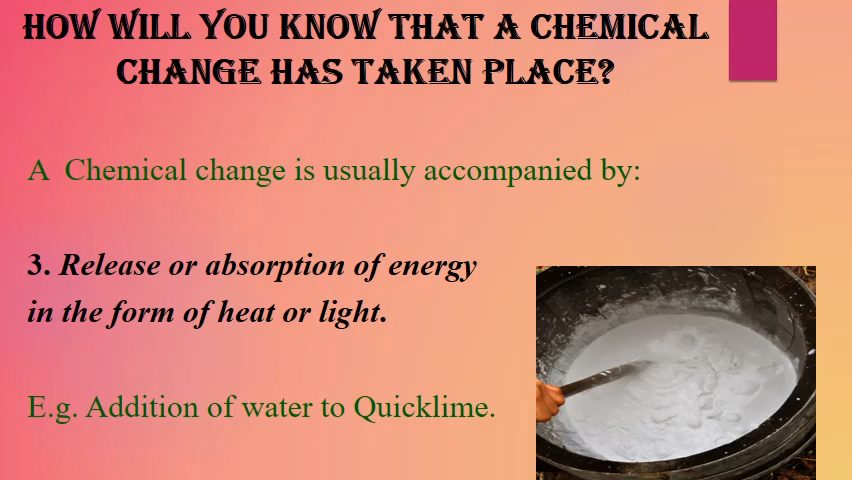 HOW WILL YOU KNOW THAT A CHEMICAL
CHANGE HAS TAKEN PLACE?
A Chemical change is usually accompanied by:
3. Release or absorption of energy
in the form of heat or light.
E.g. Addition of water to Quicklime.